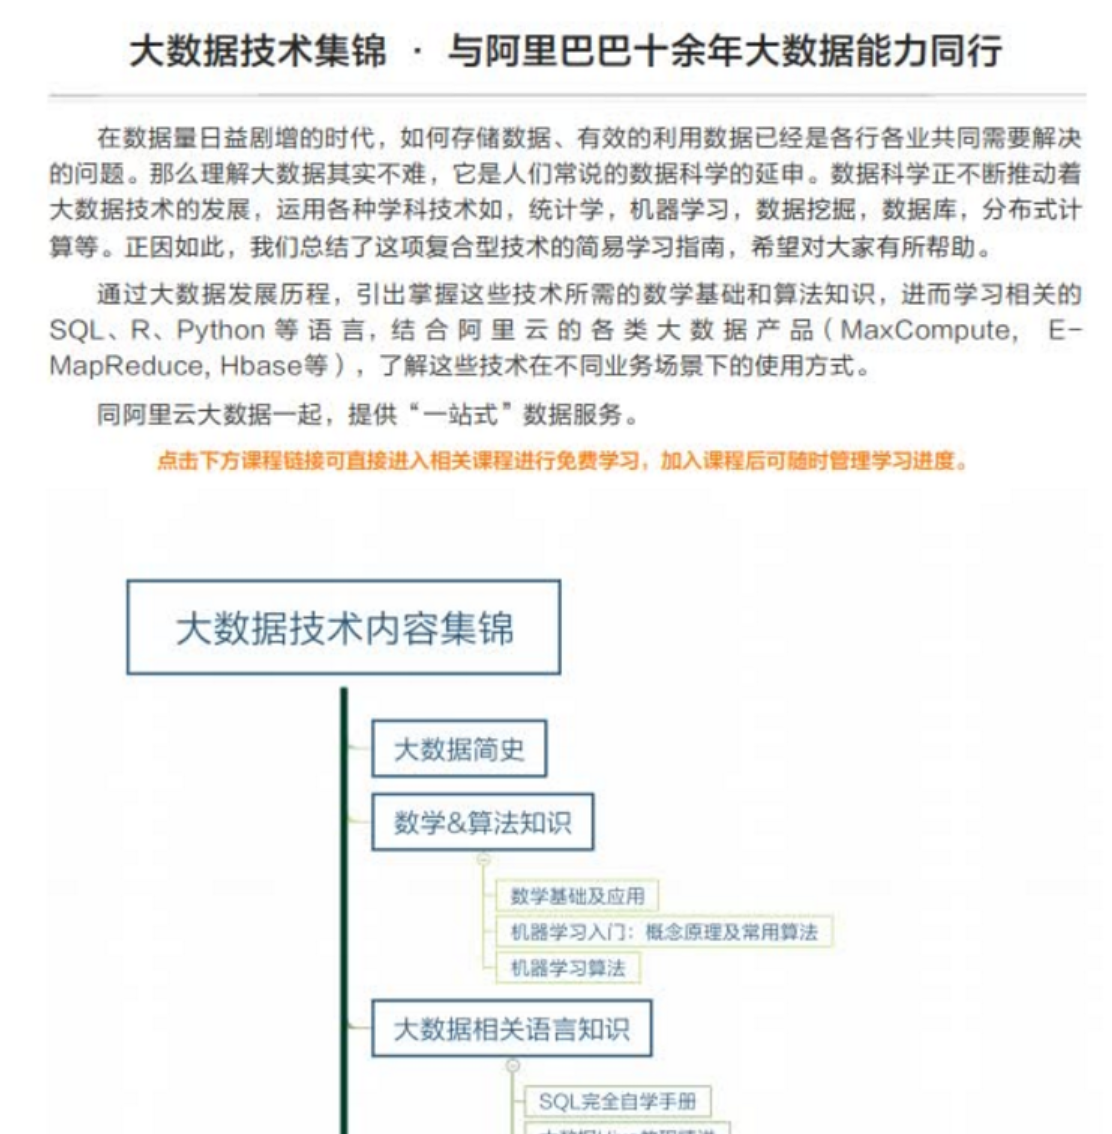 大数据技术集锦 · 与阿里巴巴十余年大数据能力同行
在数据量日益剧增的时代，如何存储数据、有效的利用数据已经是各行各业共同需要解决
的问题。那么理解大数据其实不难，它是人们常说的数据科学的延申。数据科学正不断推动着
大数据技术的发展，运用各种学科技术如，统计学，机器学习，数据挖掘，数据库，分布式计
算等。正因如此，我们总结了这项复合型技术的简易学习指南，希望对大家有所帮助。
通过大数据发展历程，引出掌握这些技术所需的数学基础和算法知识，进而学习相关的
SQL、R、Python 等语言，结合阿里云的各类大数据产品（MaxCompute, E-
MapReduce, Hbase等），了解这些技术在不同业务场景下的使用方式。
同阿里云大数据一起，提供“一站式”数据服务。
点击下方课程链接可直接进入相关课程进行免费学习，加入课程后可随时管理学习进度。
大数据技术内容集锦
大数据简史
数学&算法知识
数学基础及应用
机器学习入门：概念原理及常用算法
机器学习算法
大数据相关语言知识
SQL完全自学手册